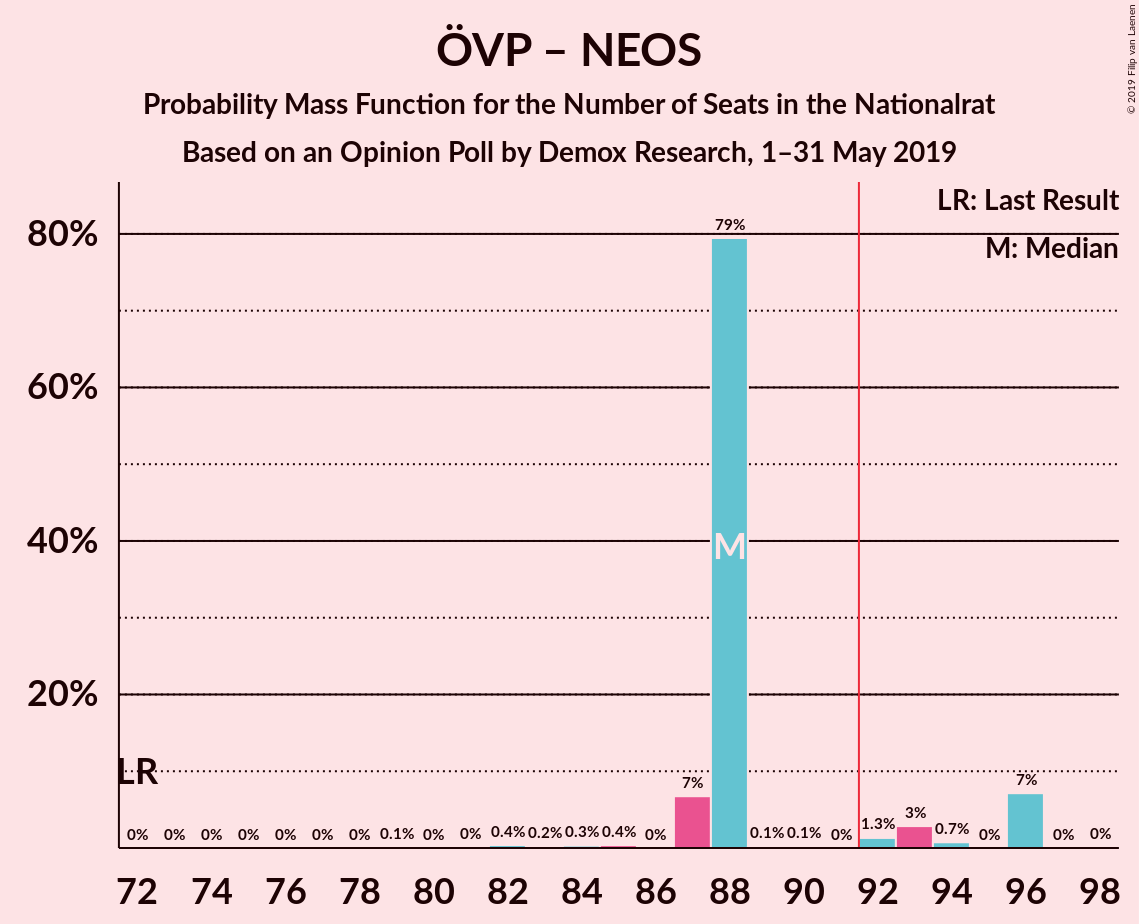 ÖVP – NEOS
Probability Mass Function for the Number of Seats in the Nationalrat
Based on an Opinion Poll by Demox Research, 1–31 May 2019
© 2019 Filip van Laenen
LR: Last Result
M: Median
80%
60%
40%
20%
79%
M
LR
0% 0% 0% 0% 0% 0% 0% 0.1% 0% 0% 0.4% 0.2% 0.3% 0.4% 0% 7% 0.1% 0.1% 0% 1.3% 3% 0.7% 0% 7% 0% 0%
72 74 76 78 80 82 84 86 88 90 92 94 96 98